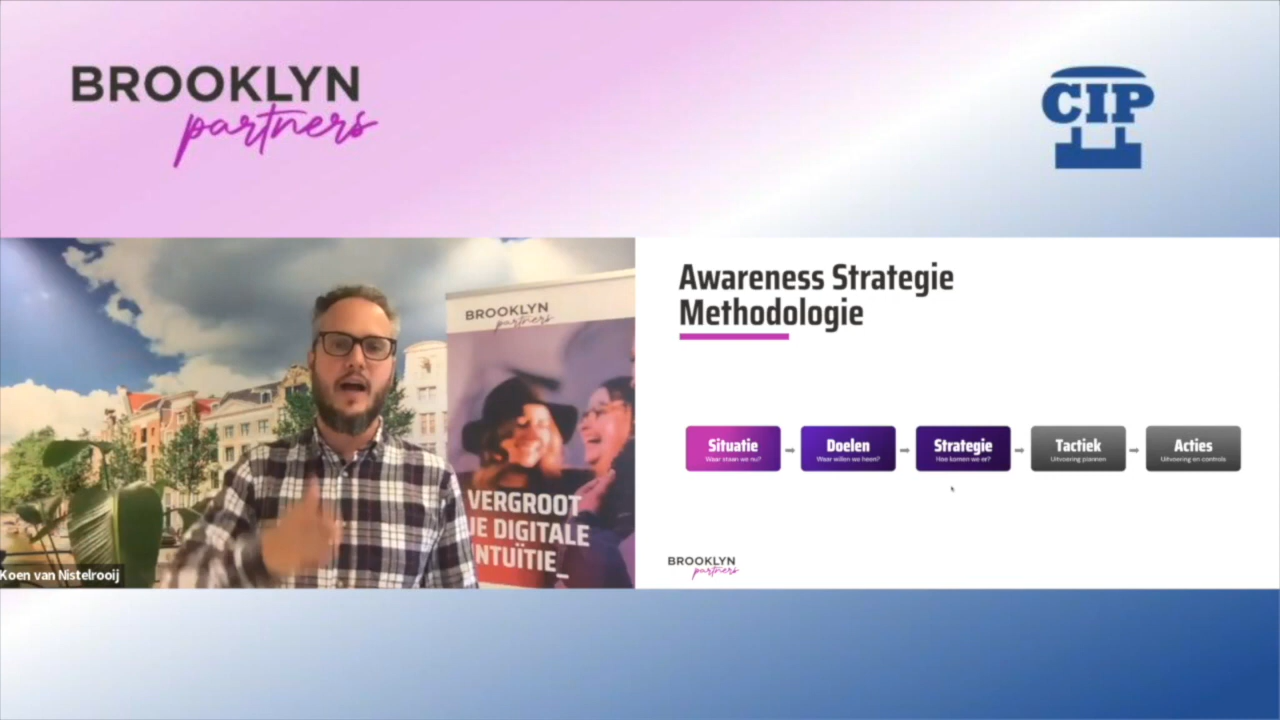 BROOKLYN
partners
CIP
BROOKLYN
partners
VERGROOT
JE DIGITALE
INTUÏTIE_
Koen van Nistelrooij
Awareness Strategie
Methodologie
Situatie
Waar staan we nu?
Doelen
Waar willen we heen?
Strategie
Hoe komen we er?
Tactiek
Uitvoering plannen
Acties
Uitvoering en controle
BROOKLYN
partners